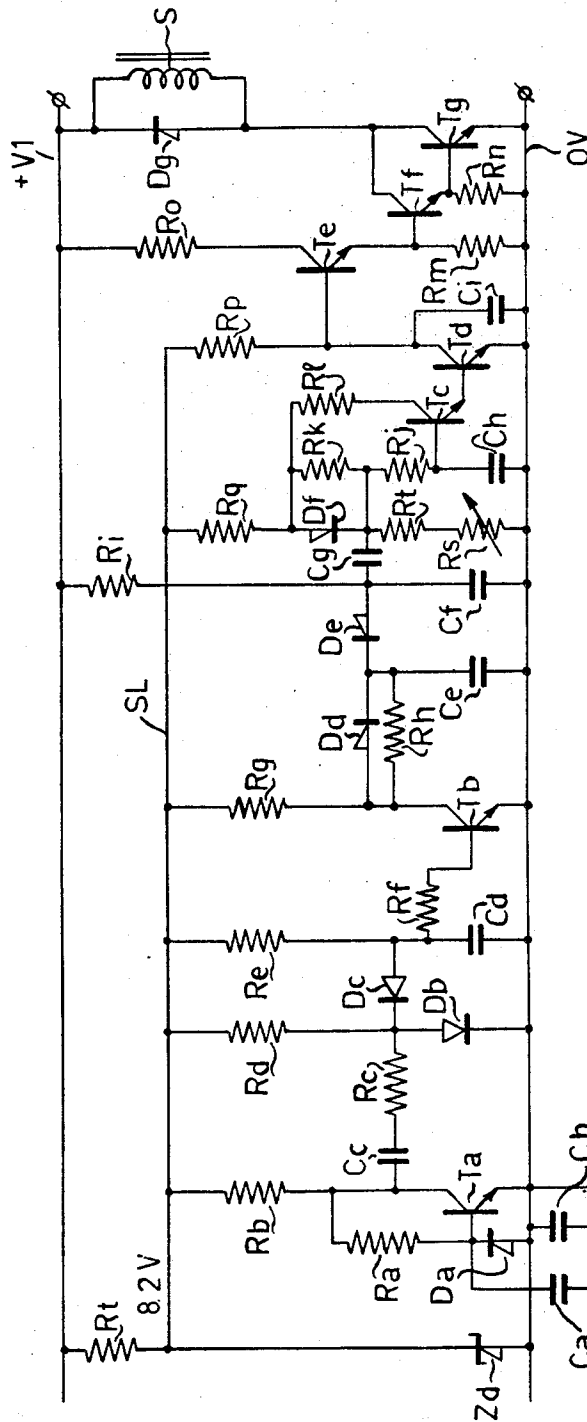 +V1
S
Dg
Ro
Te
Tf
Tg
Rn
OV
Rp
Rm
Ci
Td
Rl
Tc
Rk
Rj
Ch
Rq
Df
Rt
Rs
Cg
Ri
De
Cf
SL
Dd
Rh
Ce
Rg
Tb
Rf
Cd
Re
Dc
Db
Rd
Rc
Cc
Rb
Ta
Cb
Ra
Da
Ca
8.2 V
Rt
Zd